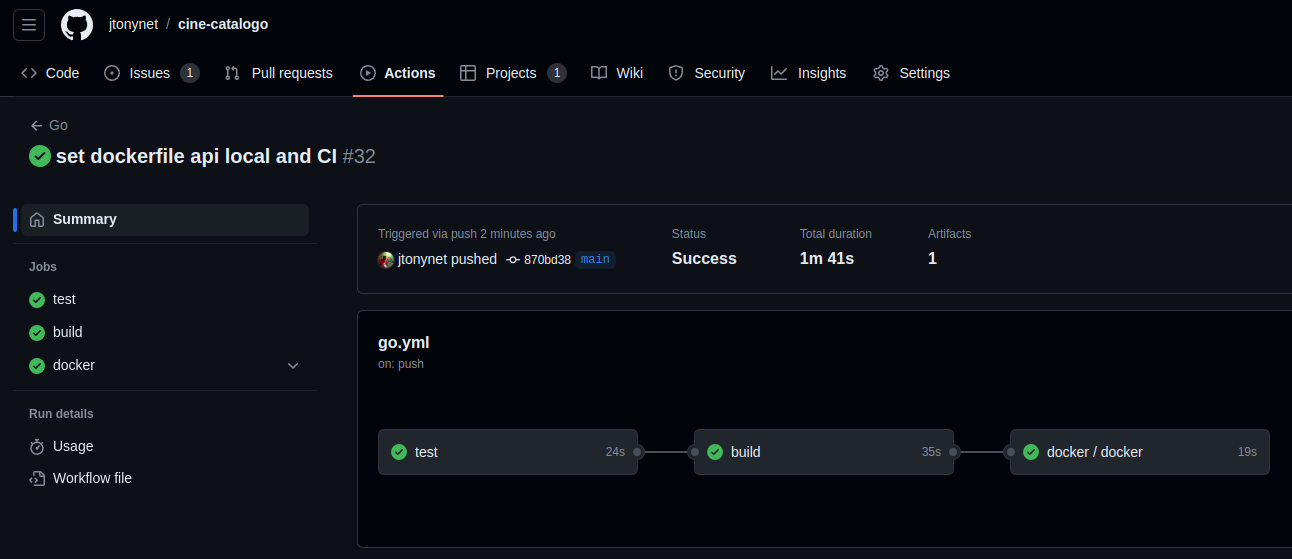 jtonynet / cine-catalogo
Code Issues 1 Pull requests Actions Projects 1 Wiki Security Insights Settings
Go
set dockerfile api local and CI #32
Summary
Jobs
test
build
docker
Run details
Usage
Workflow file
Triggered via push 2 minutes ago
jtonynet pushed 870bd38 main
Status
Success
Total duration
1m 41s
Artifacts
1
go.yml
on: push
test 24s
build 35s
docker / docker 19s